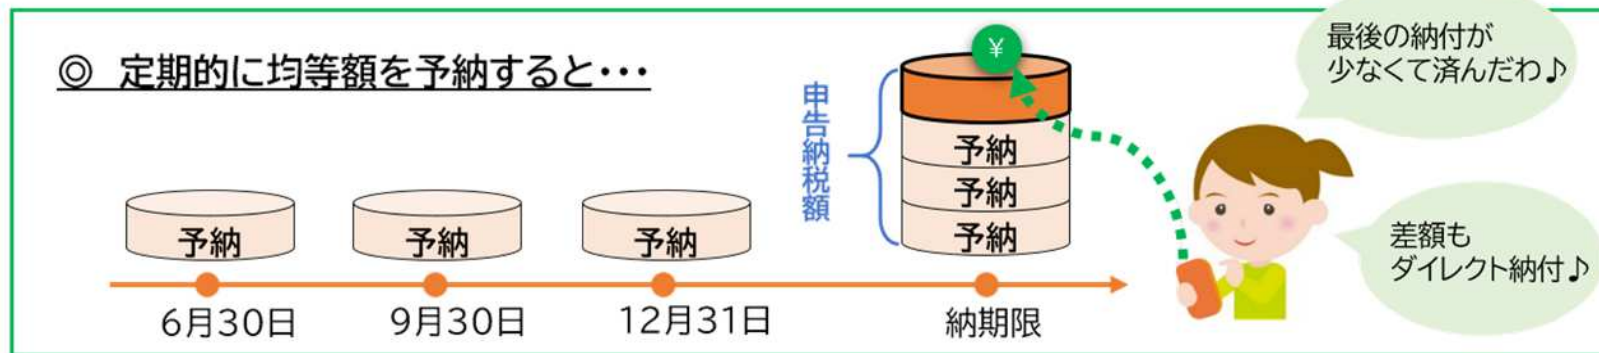 ◎ 定期的に均等額を予納すると・・・
最後の納付が
少なくて済んだわ♪
¥
申告納税額
予納
予納
予納
予納
予納
予納
差額も
ダイレクト納付♪
6月30日
9月30日
12月31日
納期限